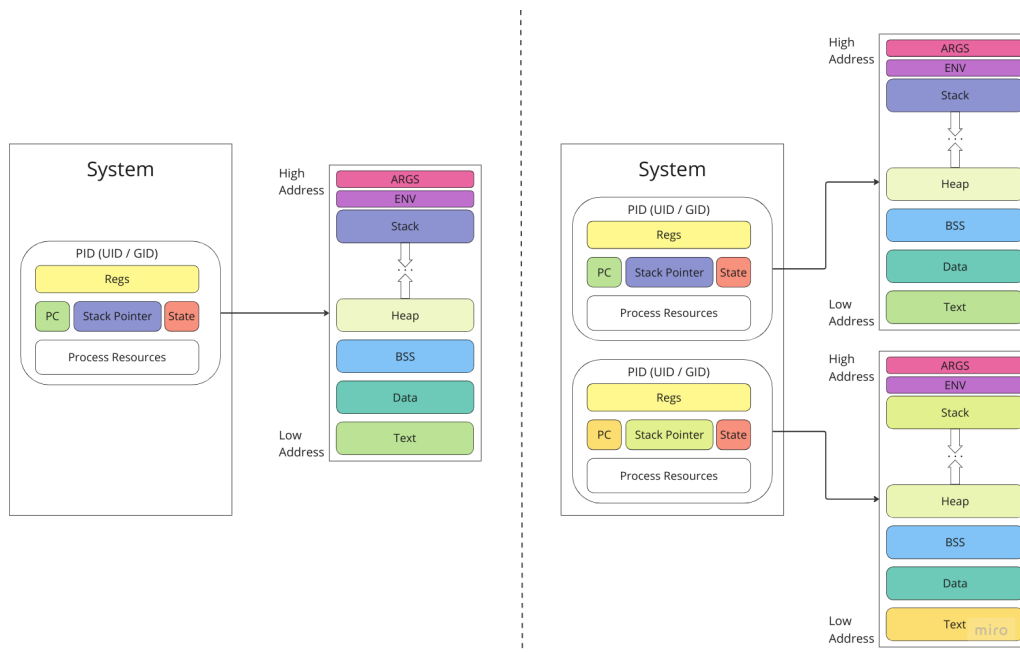 System
PID (UID / GID)
Regs
PC
Stack Pointer
State
Process Resources
High
Address
ARGS
ENV
Stack
Heap
BSS
Data
Text
Low
Address
System
PID (UID / GID)
Regs
PC
Stack Pointer
State
Process Resources
PID (UID / GID)
Regs
PC
Stack Pointer
State
Process Resources
High
Address
ARGS
ENV
Stack
Heap
BSS
Data
Text
Low
Address
High
Address
ARGS
ENV
Stack
Heap
BSS
Data
Text
Low
Address
miro